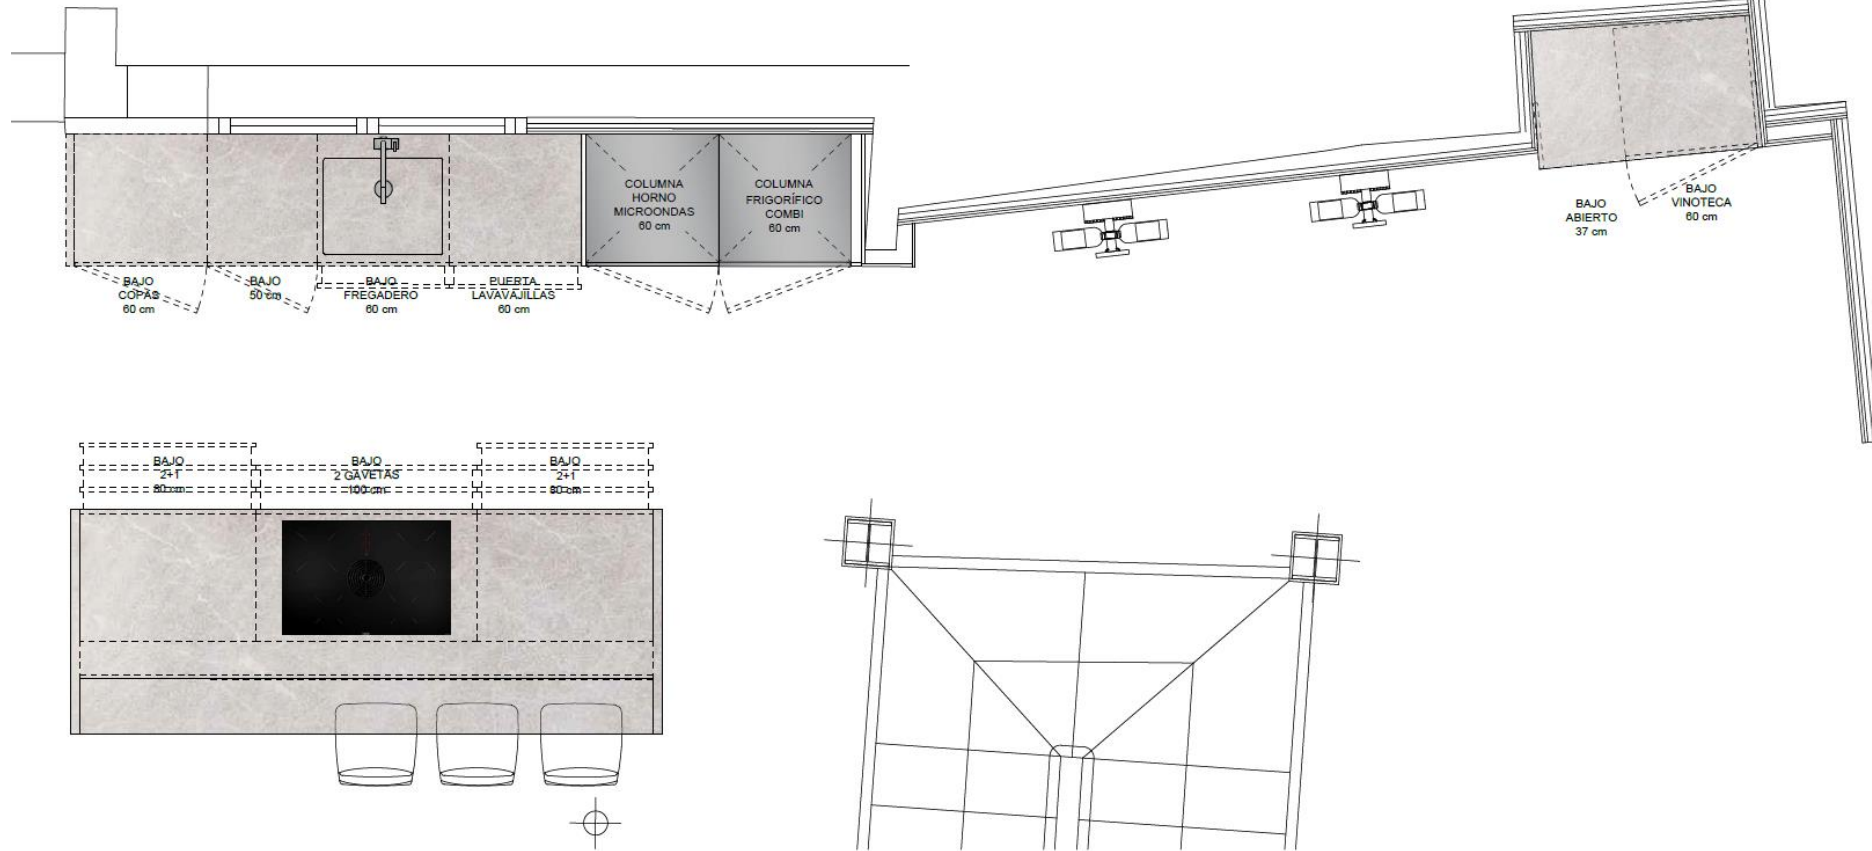 COLUMNA
HORNO
MICROONDAS
60 cm
COLUMNA
FRIGORÍFICO
COMBI
60 cm
BAJO
ABIERTO
37 cm
BAJO
VINOTECA
60 cm
BAJO
COPAS
60 cm
BAJO
50 cm
BAJO
FREGADERO
60 cm
PUERTA
LAVAVAJILLAS
60 cm
BAJO
2+1
80 cm
BAJO
2 GAVETAS
100 cm
BAJO
2+1
80 cm